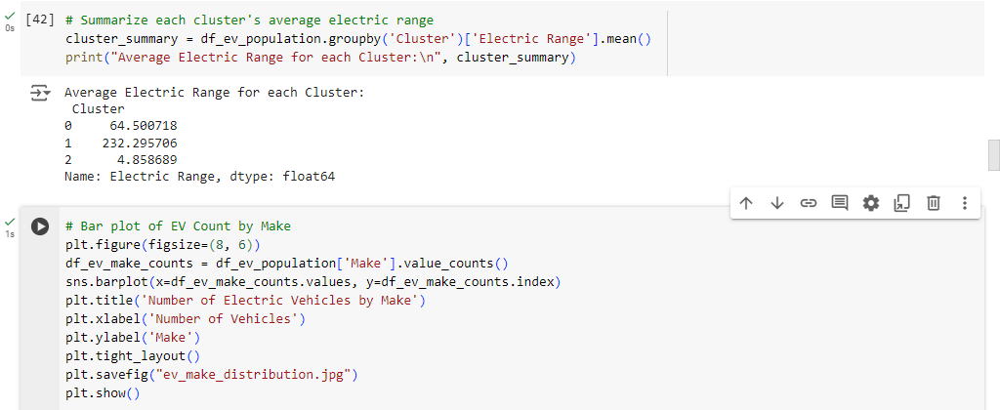 [42] # Summarize each cluster's average electric range
0s
cluster_summary = df_ev_population.groupby('Cluster')['Electric Range'].mean()
print("Average Electric Range for each Cluster:\n", cluster_summary)
Average Electric Range for each Cluster:
Cluster
0     64.500718
1    232.295706
2      4.858689
Name: Electric Range, dtype: float64
1s
# Bar plot of EV Count by Make
plt.figure(figsize=(8, 6))
df_ev_make_counts = df_ev_population['Make'].value_counts()
sns.barplot(x=df_ev_make_counts.values, y=df_ev_make_counts.index)
plt.title('Number of Electric Vehicles by Make')
plt.xlabel('Number of Vehicles')
plt.ylabel('Make')
plt.tight_layout()
plt.savefig("ev_make_distribution.jpg")
plt.show()